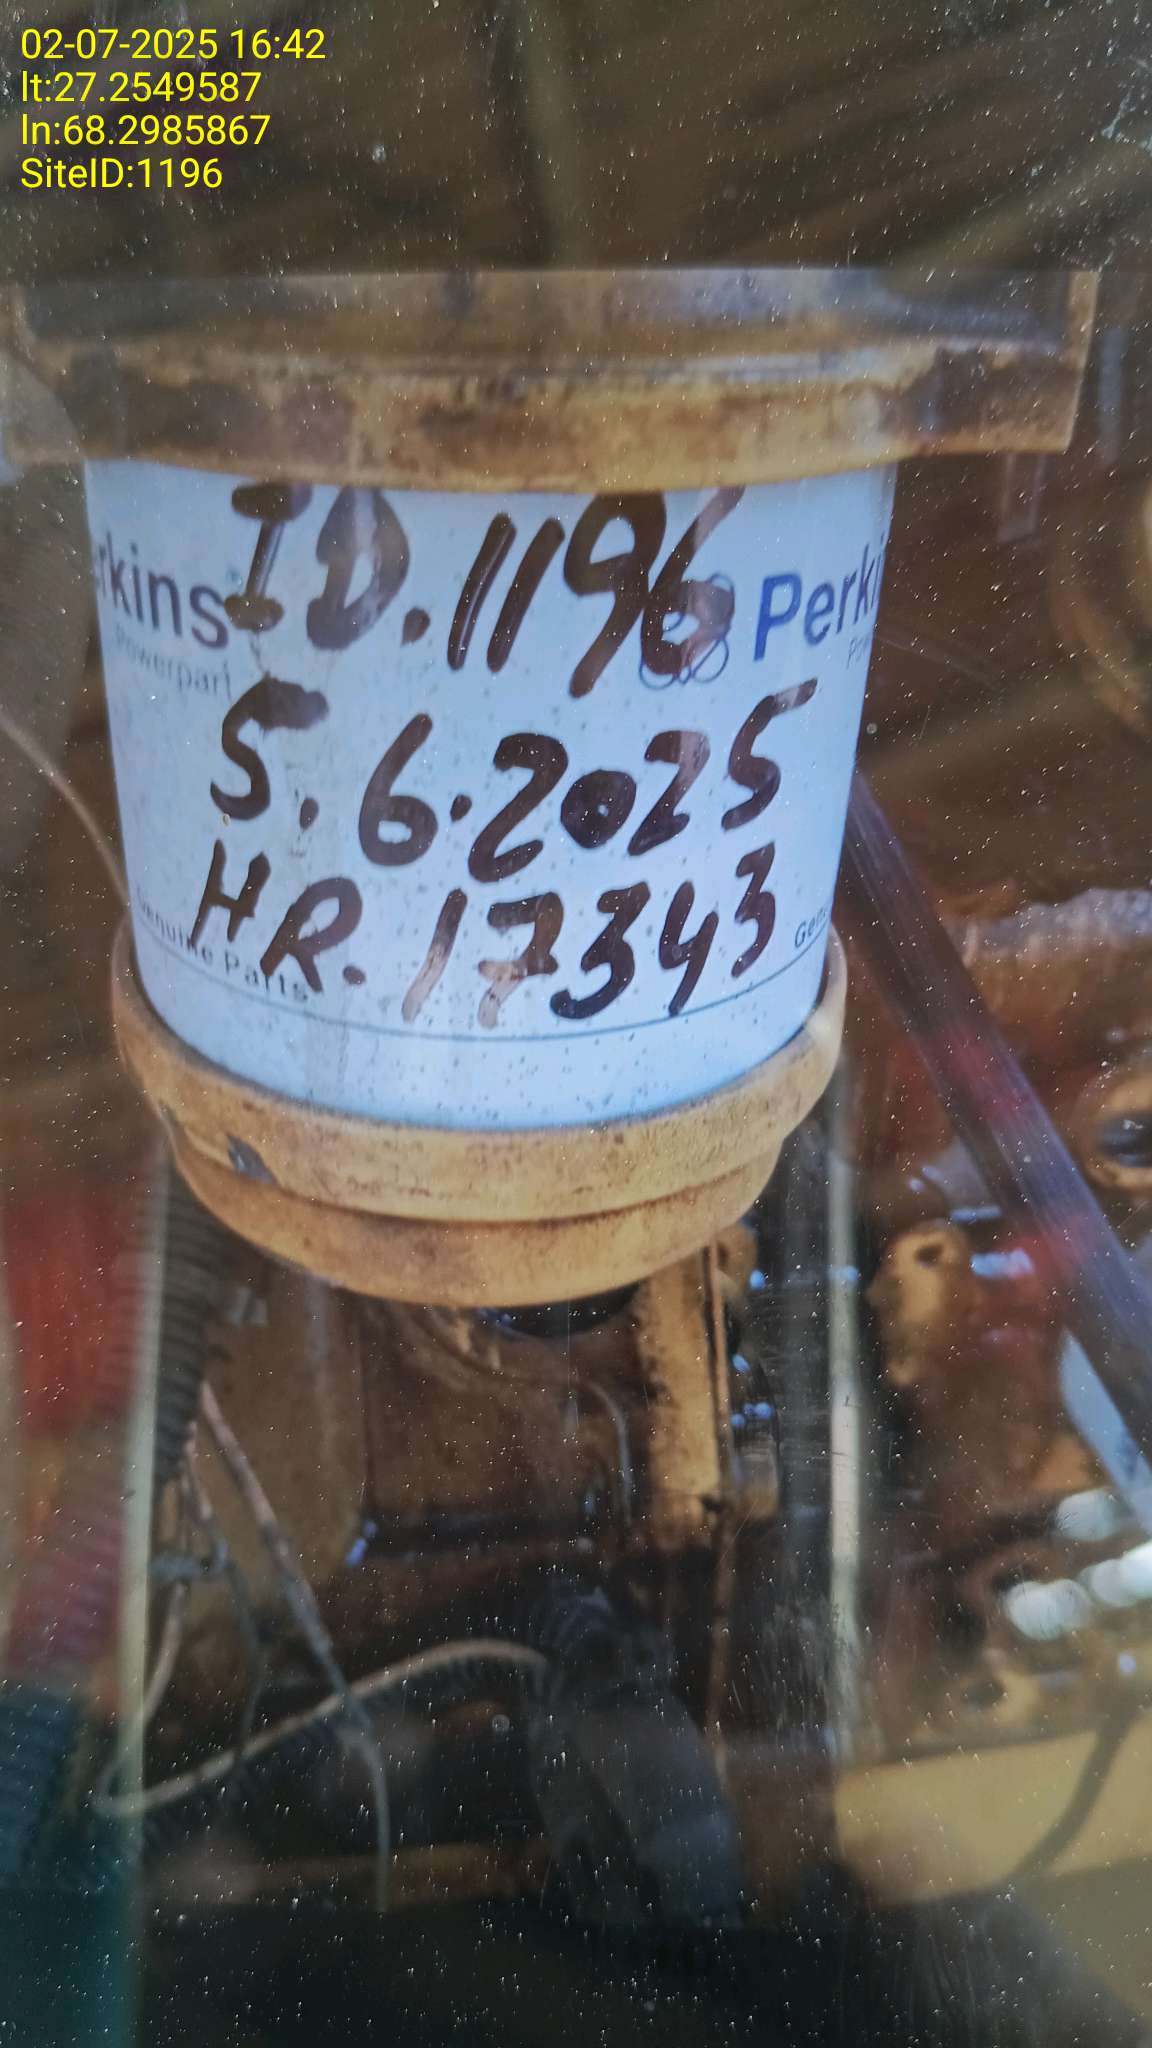 02-07-2025 16:42
lt:27.2549587
ln:68.2985867
SiteID:1196
ID.1196
rkins
Perki
Powerpart
5.6.2025
HR.17343
Genuine Parts